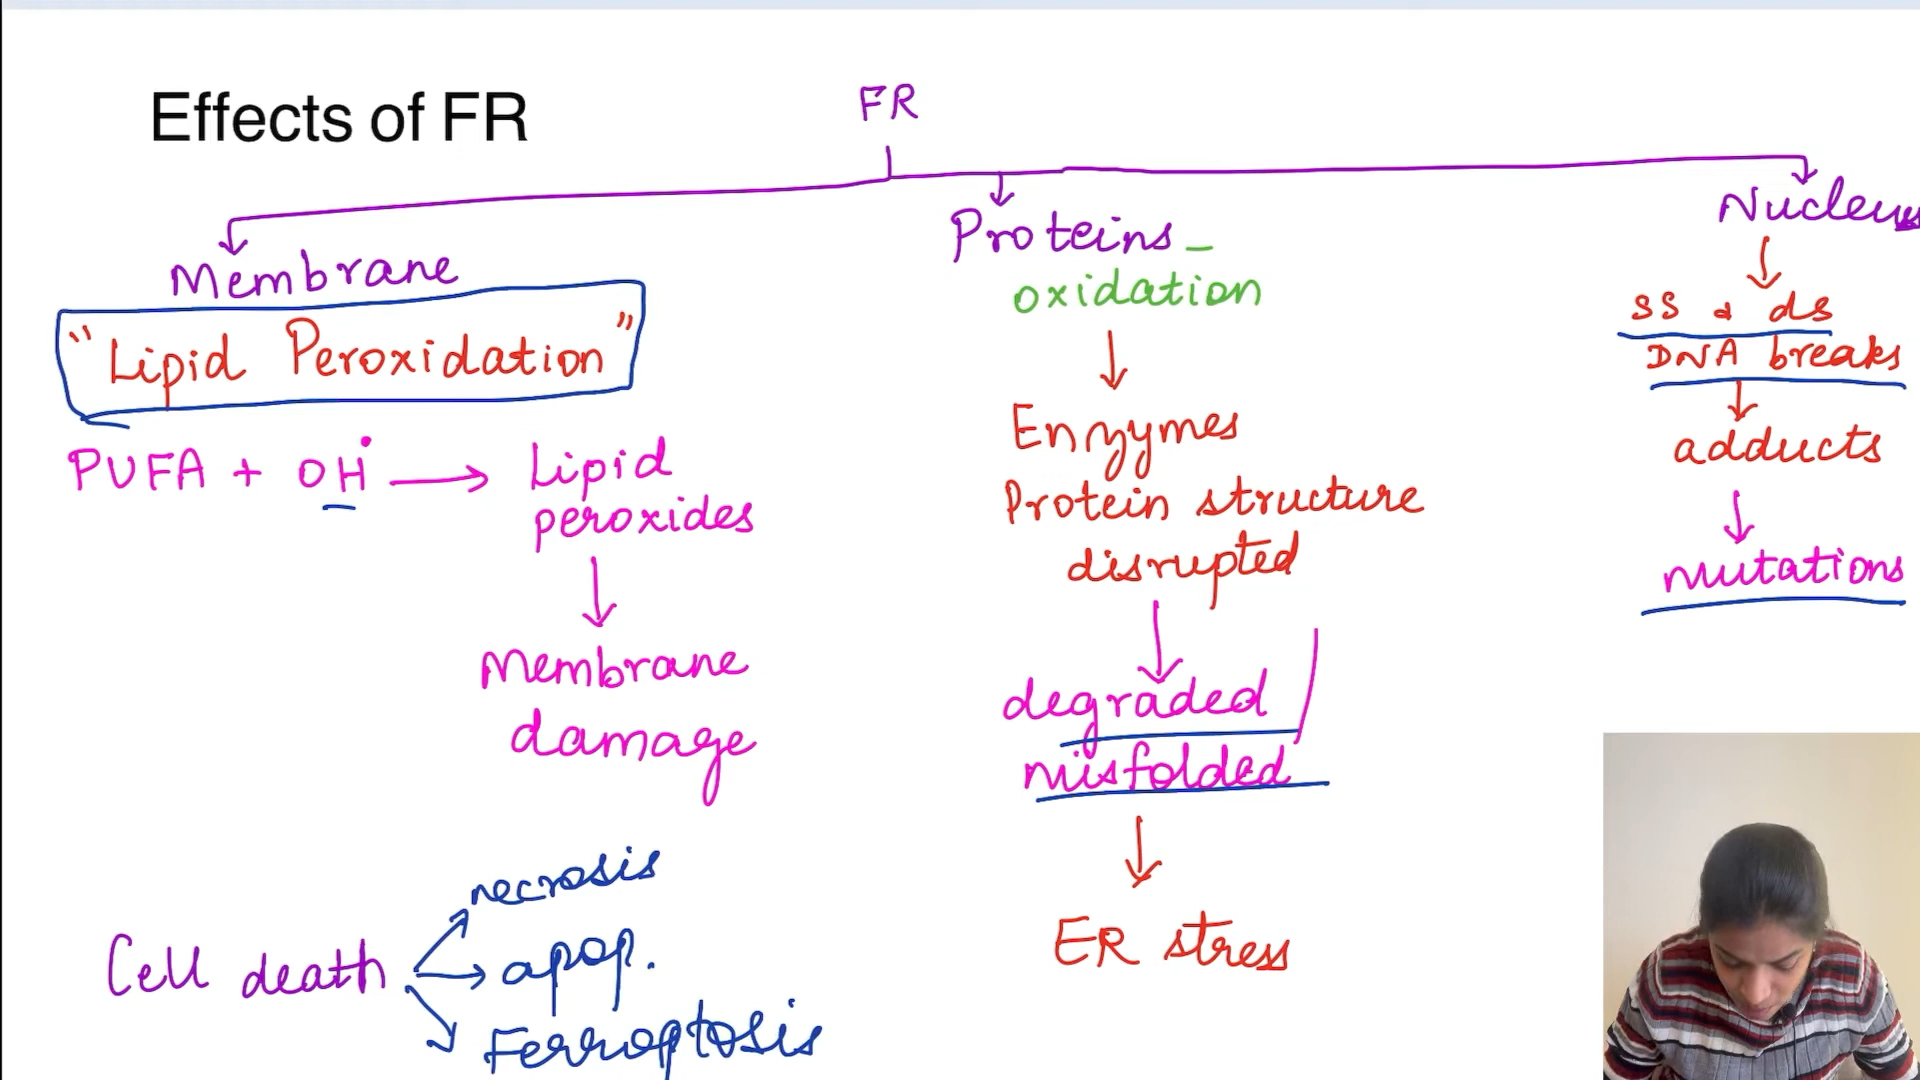 Effects of FR
FR
Membrane
"Lipid Peroxidation"
PUFA + OH• → Lipid
peroxides
Membrane
damage
Cell death
necrosis
apop.
Ferroptosis
Proteins –
oxidation
Enzymes
Protein structure
disrupted
degraded /
misfolded
ER stress
Nucleus
SS & ds
DNA breaks
adducts
mutations